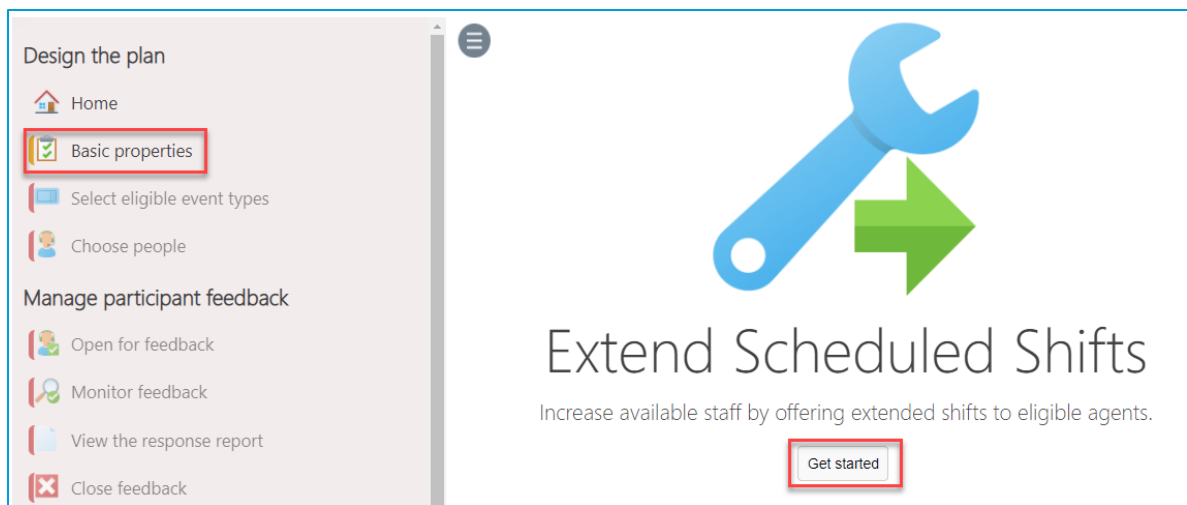 Design the plan
Home
Basic properties
Select eligible event types
Choose people
Manage participant feedback
Open for feedback
Monitor feedback
View the response report
Close feedback
Extend Scheduled Shifts
Increase available staff by offering extended shifts to eligible agents.
Get started